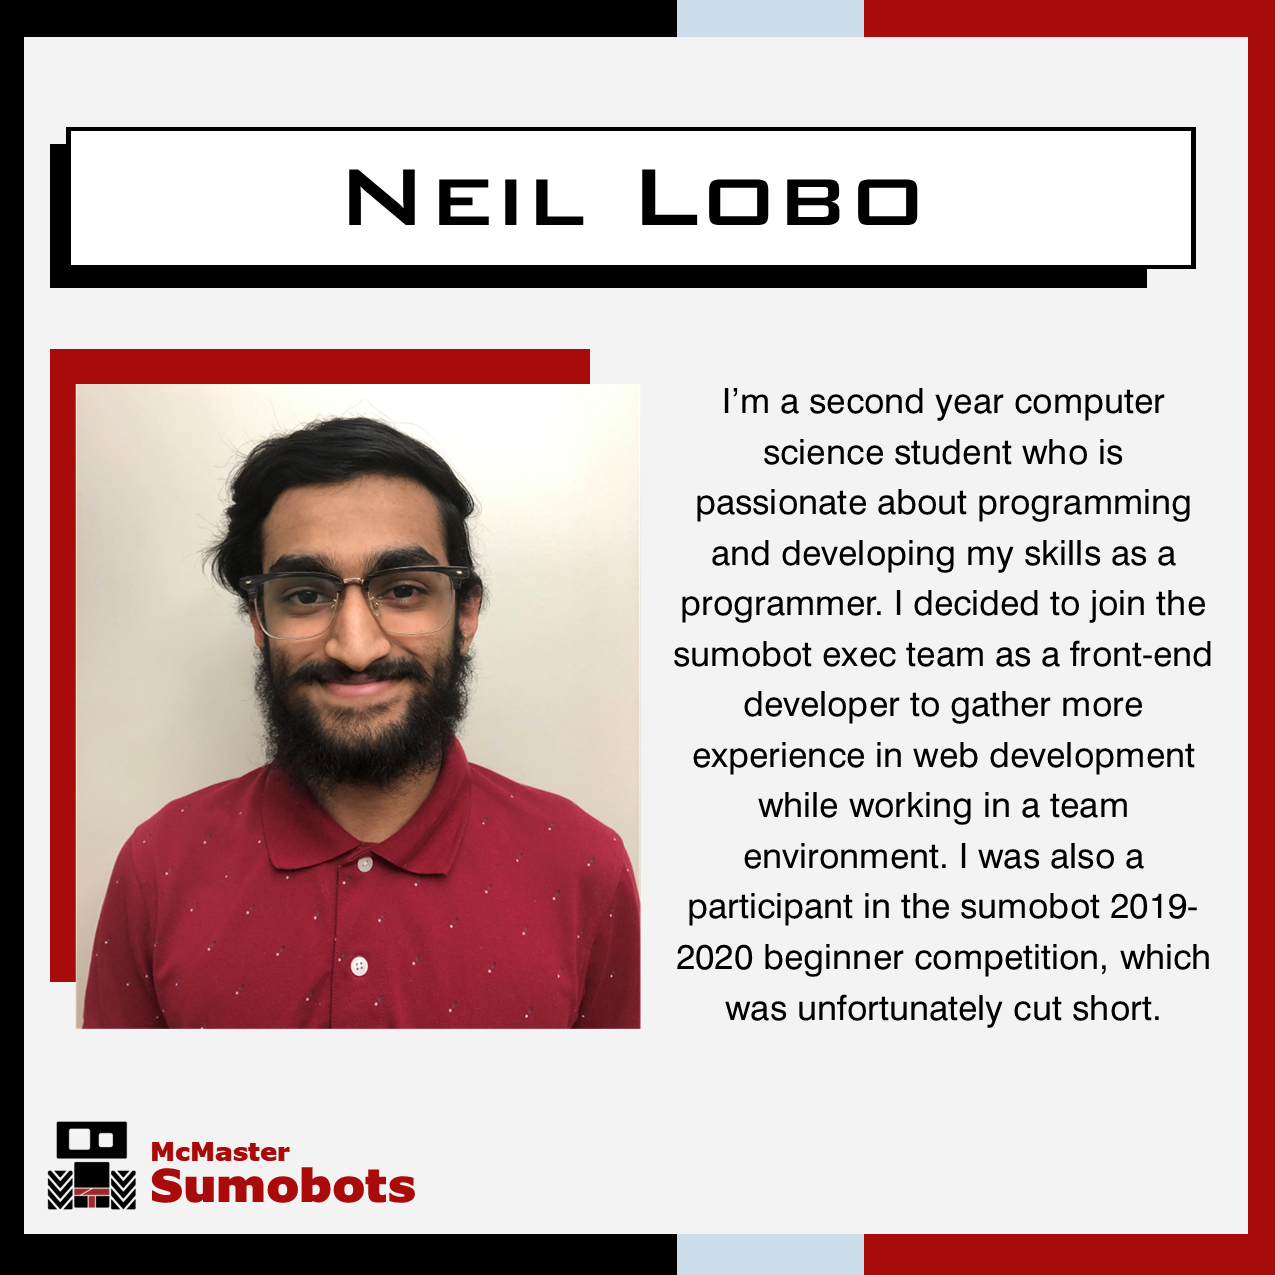 Neil Lobo
I’m a second year computer
science student who is
passionate about programming
and developing my skills as a
programmer. I decided to join the
sumobot exec team as a front-end
developer to gather more
experience in web development
while working in a team
environment. I was also a
participant in the sumobot 2019-
2020 beginner competition, which
was unfortunately cut short.
McMaster
Sumobots